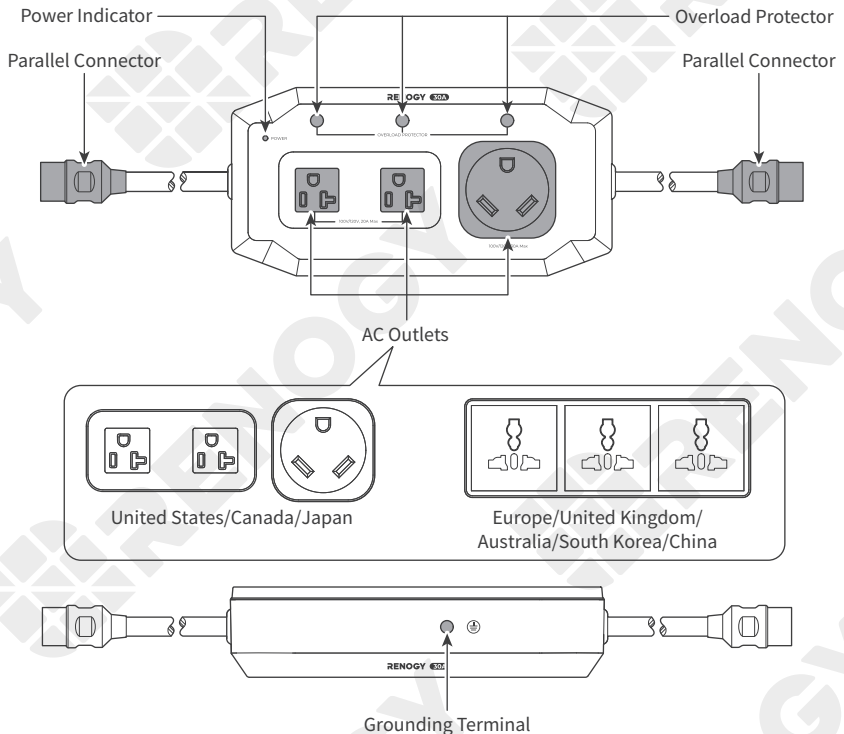 Power Indicator
Overload Protector
Parallel Connector
Parallel Connector
RENOGY 30A
POWER
OVERLOAD PROTECTOR
100V/120V, 20A Max
AC Outlets
United States/Canada/Japan
Europe/United Kingdom/
Australia/South Korea/China
RENOGY 30A
Grounding Terminal
RENOGY